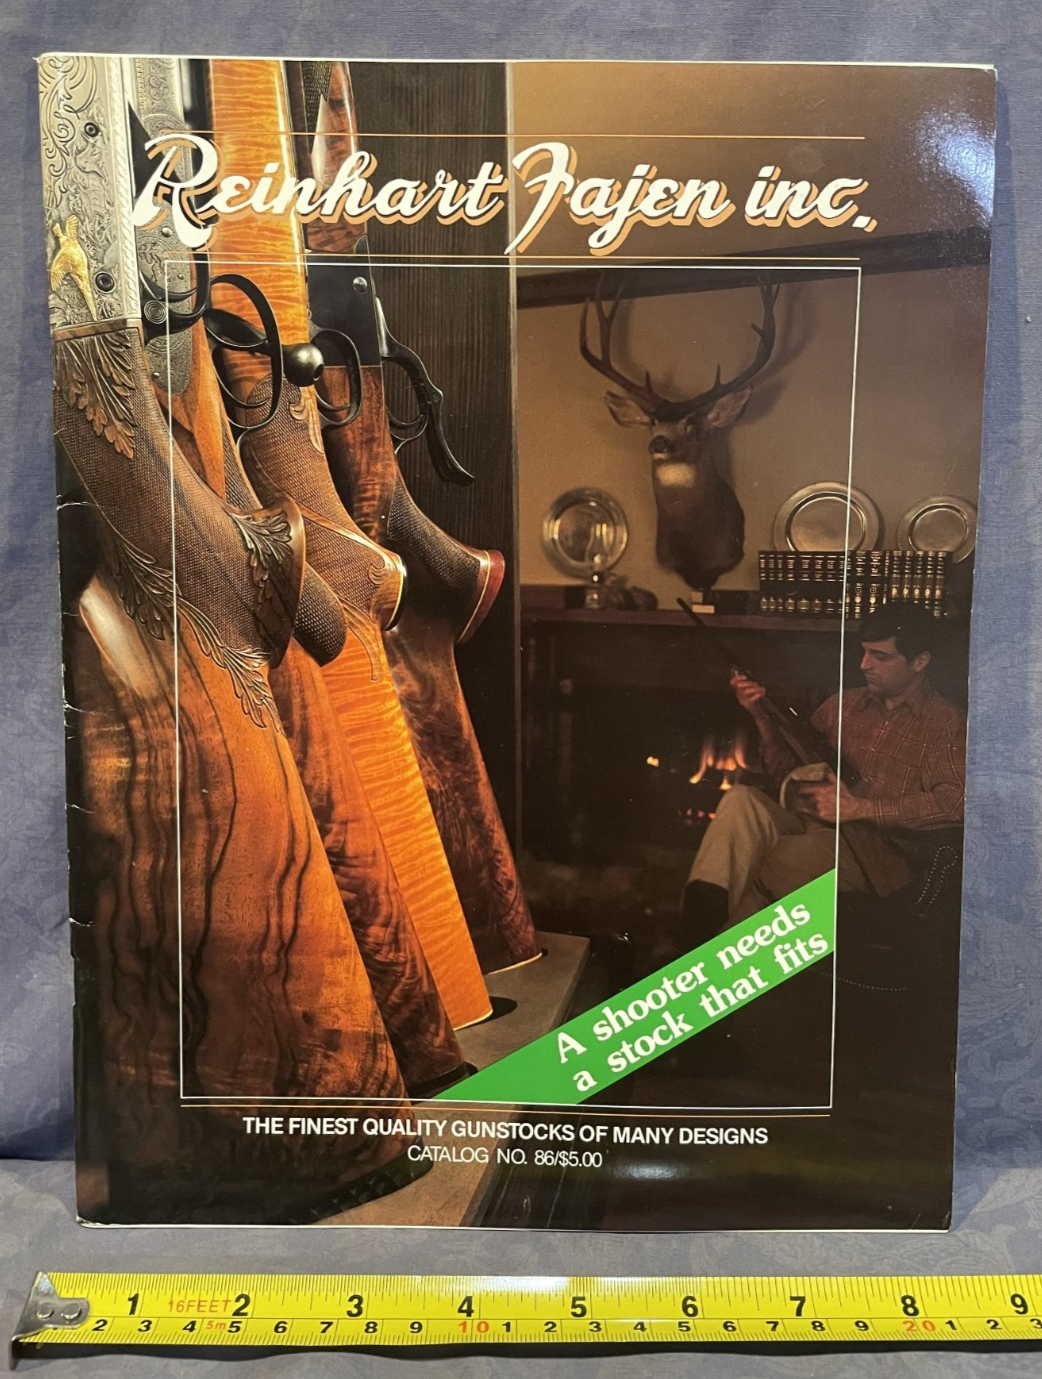 Reinhart Fajen inc.
A shooter needs
a stock that fits
THE FINEST QUALITY GUNSTOCKS OF MANY DESIGNS
CATALOG NO. 86/$5.00
1 16FEET 2 3 4 5 6 7 8 9
2 3 4 5m 5 6 7 8 9 10 1 2 3 4 5 6 7 8 9 20 1 2 3